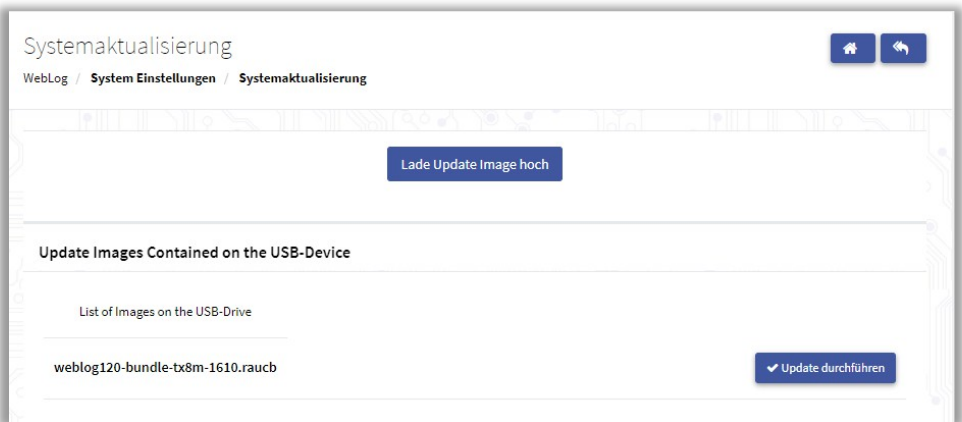 Systemaktualisierung
WebLog / System Einstellungen / Systemaktualisierung
Lade Update Image hoch
Update Images Contained on the USB-Device
List of Images on the USB-Drive
weblog120-bundle-tx8m-1610.raucb
Update durchführen